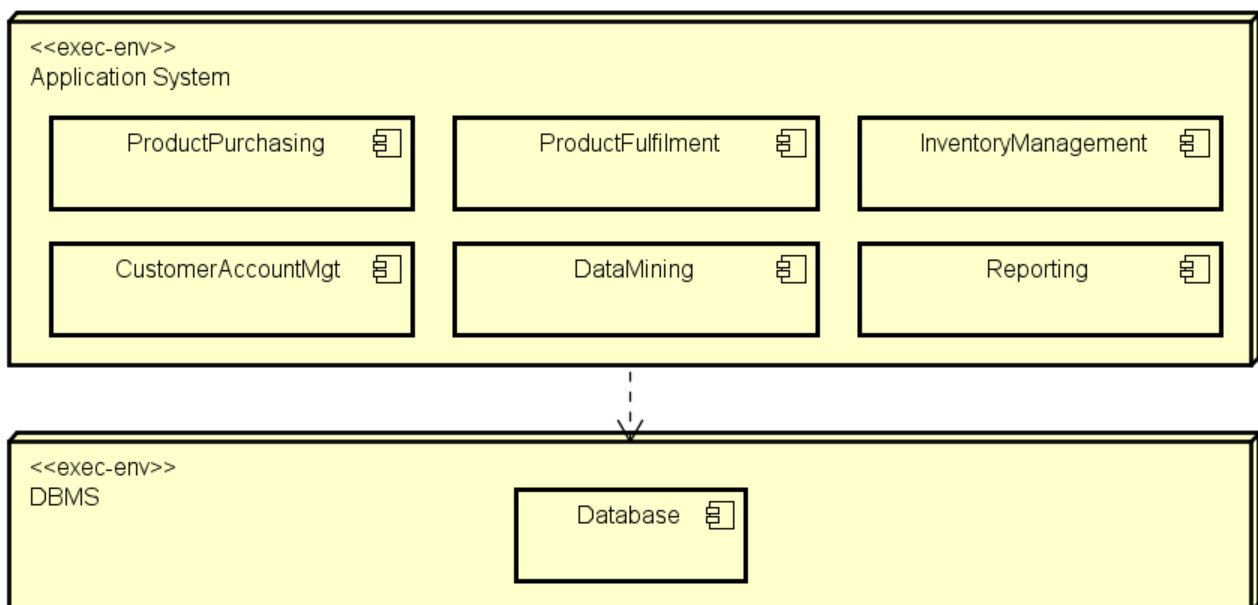 <<exec-env>>
Application System
ProductPurchasing
ProductFulfilment
InventoryManagement
CustomerAccountMgt
DataMining
Reporting
<<exec-env>>
DBMS
Database